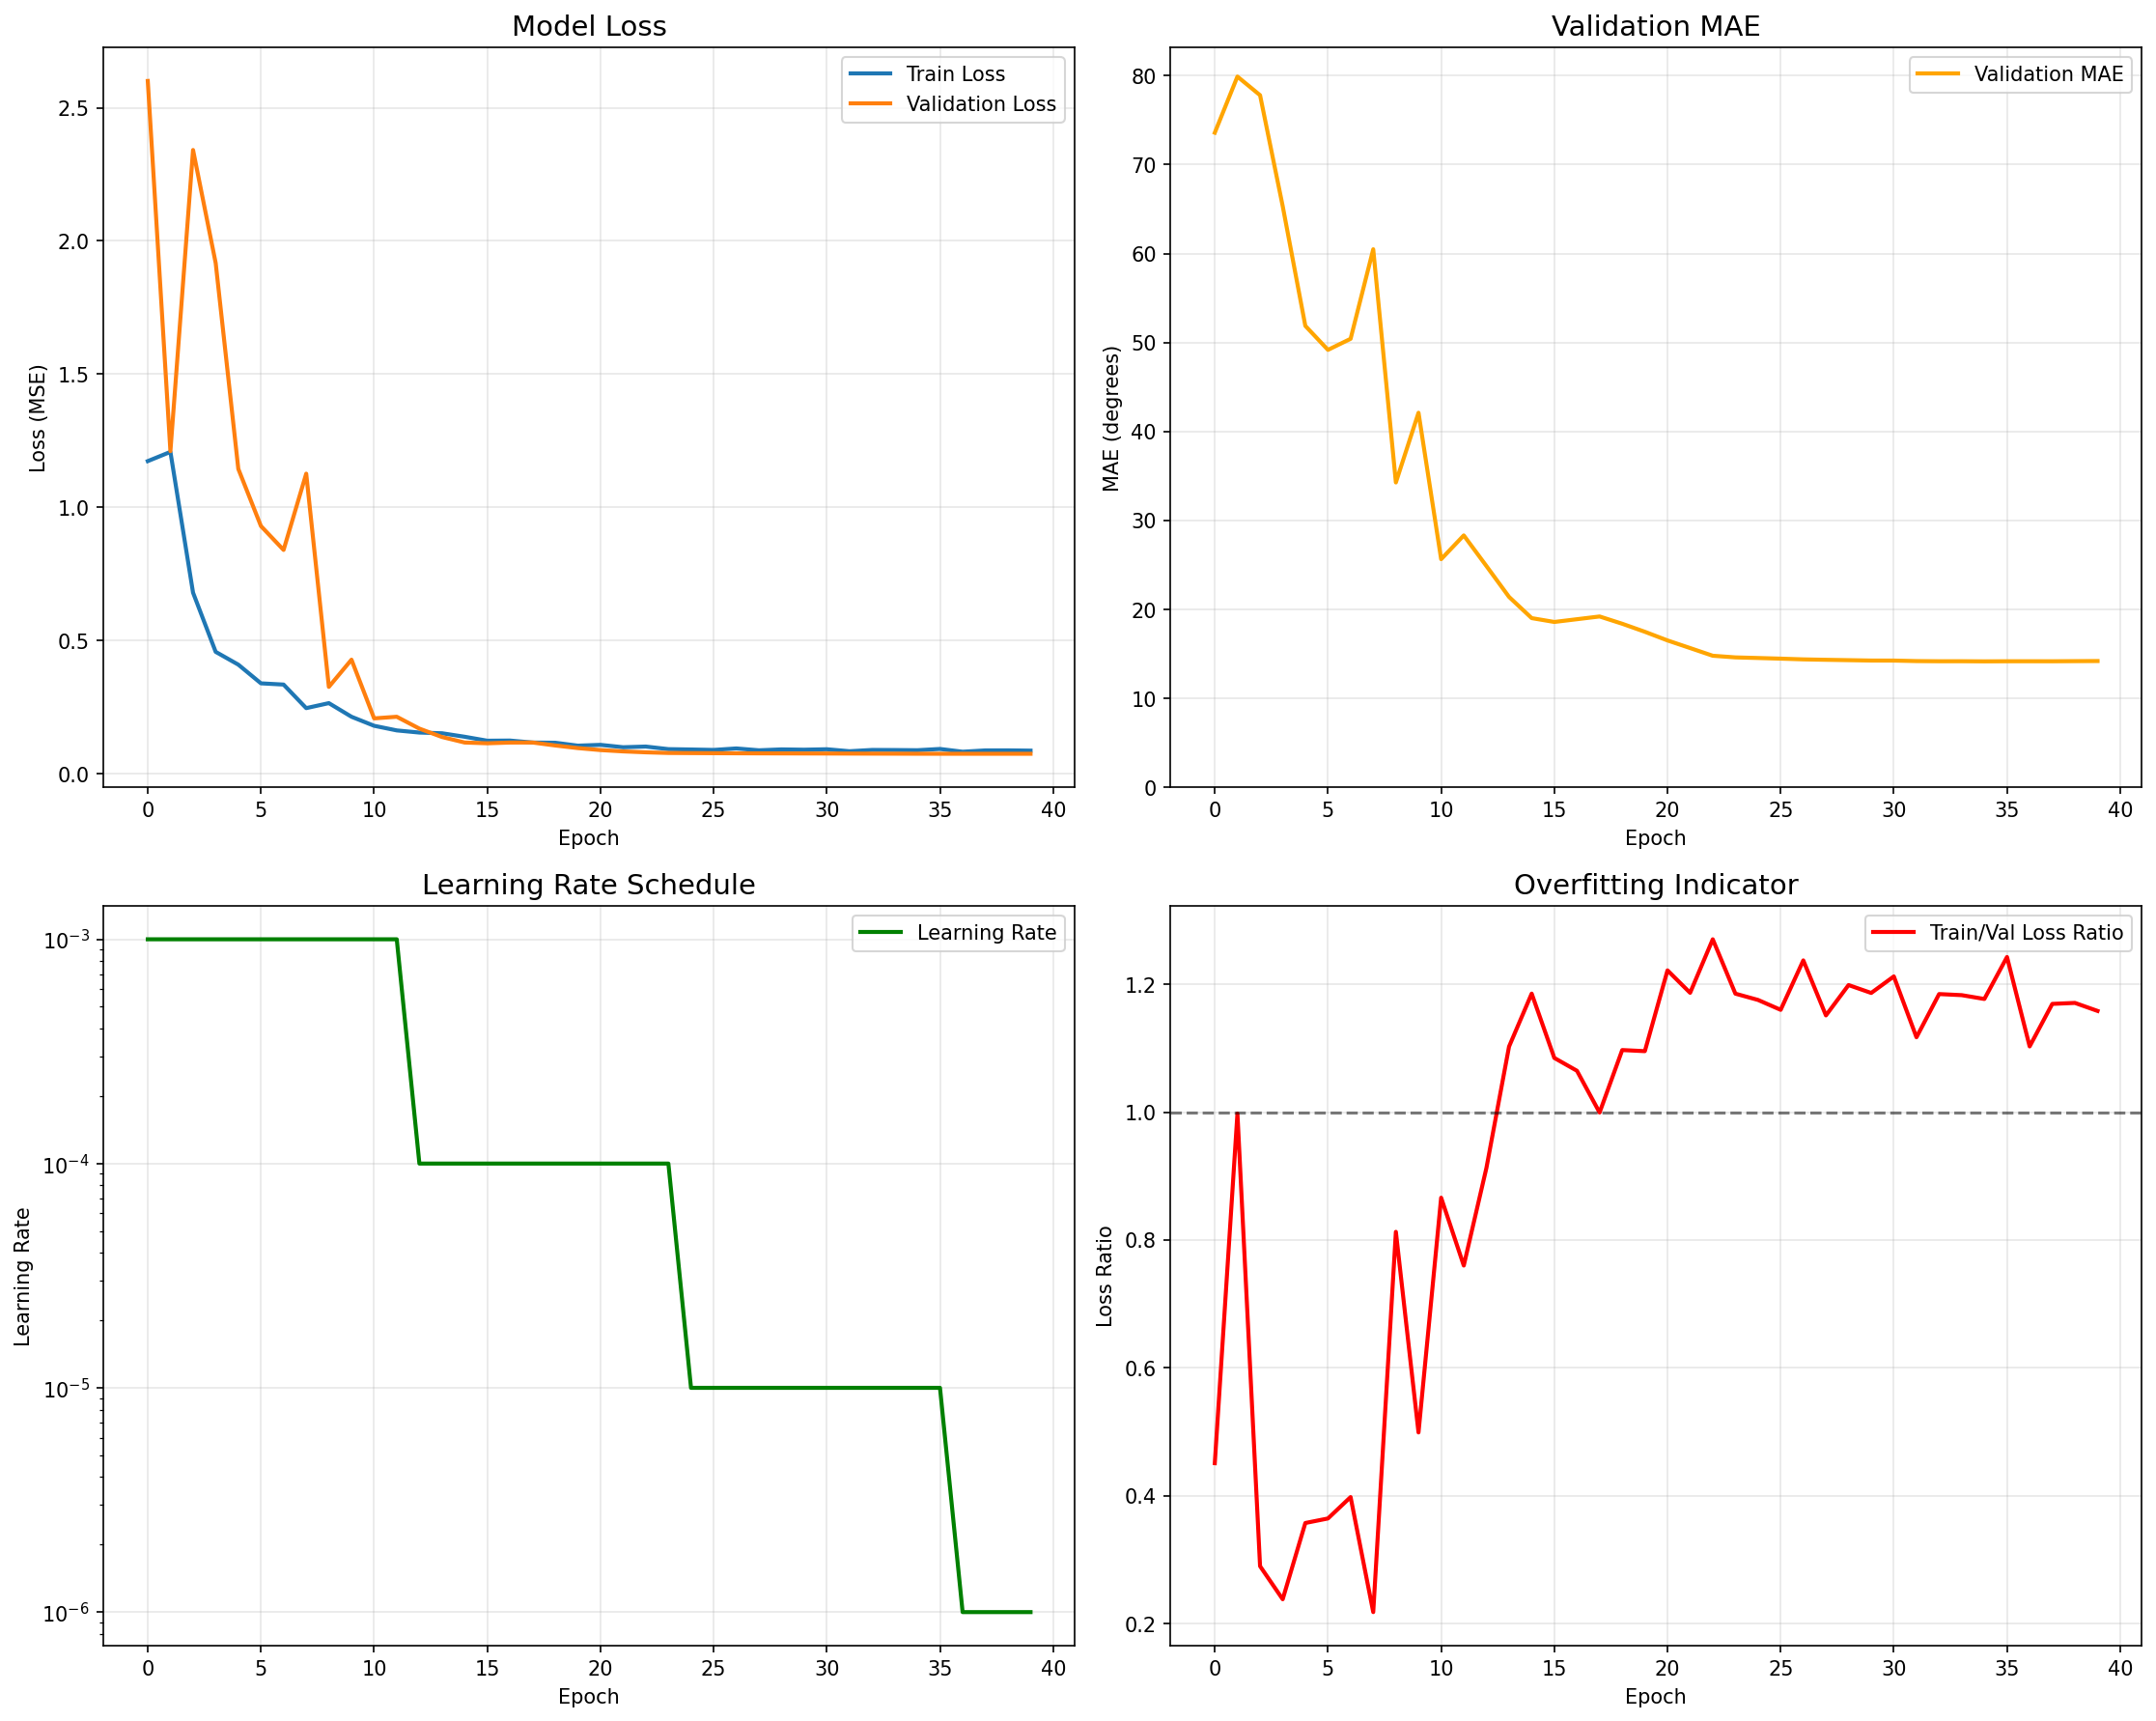 Model Loss
Train Loss
Validation Loss
Loss (MSE)
2.5
2.0
1.5
1.0
0.5
0.0
0 5 10 15 20 25 30 35 40
Epoch
Validation MAE
Validation MAE
MAE (degrees)
80
70
60
50
40
30
20
10
0
0 5 10 15 20 25 30 35 40
Epoch
Learning Rate Schedule
Learning Rate
Learning Rate
10⁻³
10⁻⁴
10⁻⁵
10⁻⁶
0 5 10 15 20 25 30 35 40
Epoch
Overfitting Indicator
Train/Val Loss Ratio
Loss Ratio
1.2
1.0
0.8
0.6
0.4
0.2
0 5 10 15 20 25 30 35 40
Epoch